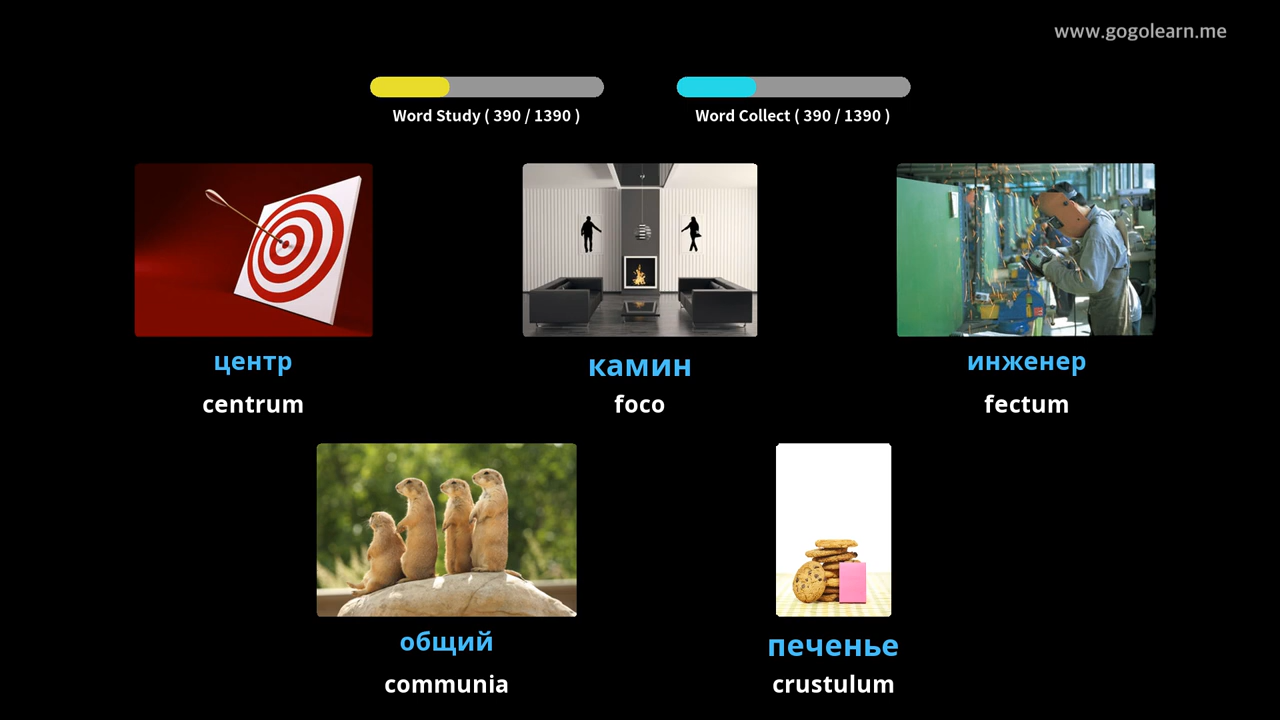 www.gogolearn.me
Word Study ( 390 / 1390 )
Word Collect ( 390 / 1390 )
центр
centrum
камин
foco
инженер
fectum
общий
communia
печенье
crustulum